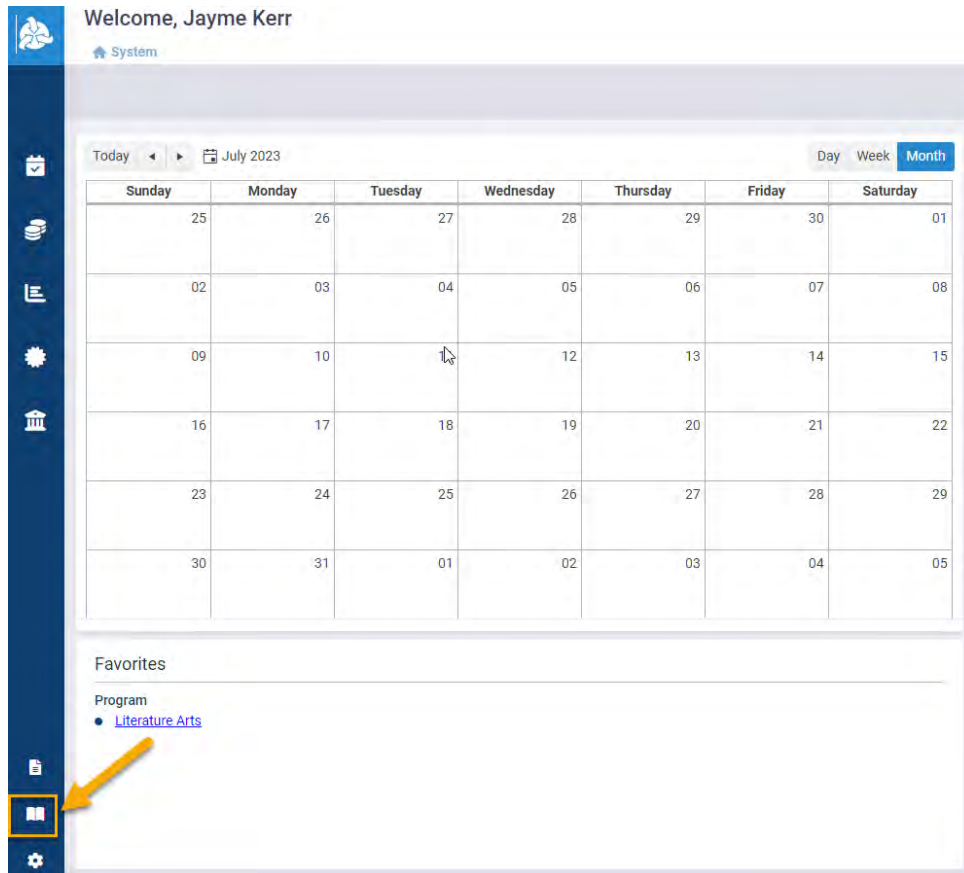 Welcome, Jayme Kerr
System
Today July 2023 Day Week Month
Sunday Monday Tuesday Wednesday Thursday Friday Saturday
25 26 27 28 29 30 01
02 03 04 05 06 07 08
09 10 12 13 14 15
16 17 18 19 20 21 22
23 24 25 26 27 28 29
30 31 01 02 03 04 05
Favorites
Program
Literature Arts